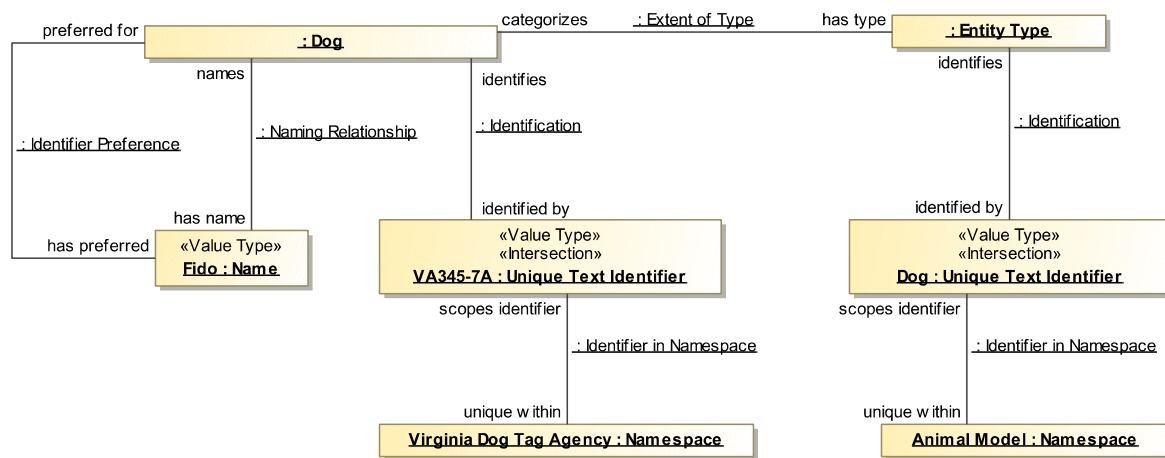 categorizes
: Extent of Type
has type
preferred for
: Dog
: Entity Type
names
identifies
identifies
: Identifier Preference
: Naming Relationship
: Identification
: Identification
has name
identified by
identified by
has preferred
«Value Type»
Fido : Name
«Value Type»
«Intersection»
VA345-7A : Unique Text Identifier
«Value Type»
«Intersection»
Dog : Unique Text Identifier
scopes identifier
scopes identifier
: Identifier in Namespace
: Identifier in Namespace
unique within
unique within
Virginia Dog Tag Agency : Namespace
Animal Model : Namespace